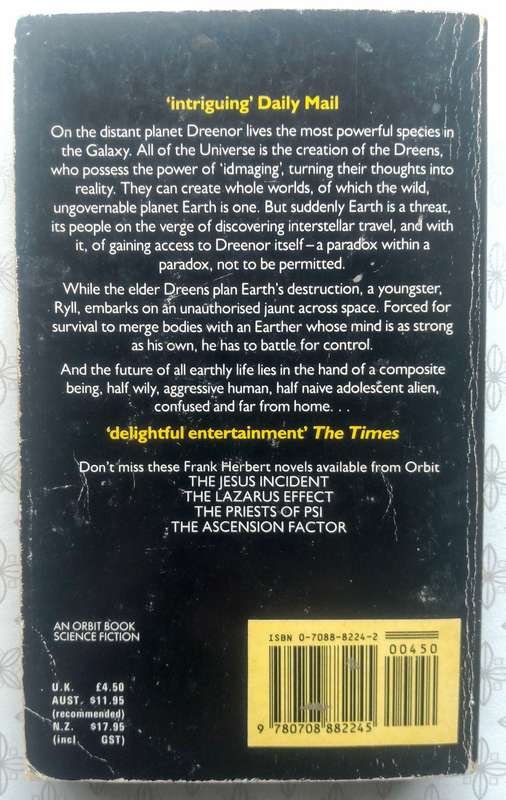 ‘intriguing’ Daily Mail
On the distant planet Dreenor lives the most powerful species in
the Galaxy. All of the Universe is the creation of the Dreens,
who possess the power of ‘idmaging’, turning their thoughts into
reality. They can create whole worlds, of which the wild,
ungovernable planet Earth is one. But suddenly Earth is a threat,
its people on the verge of discovering interstellar travel, and with
it, of gaining access to Dreenor itself – a paradox within a
paradox, not to be permitted.
While the elder Dreens plan Earth’s destruction, a youngster,
Ryll, embarks on an unauthorised jaunt across space. Forced for
survival to merge bodies with an Earther whose mind is as strong
as his own, he has to battle for control.
And the future of all earthly life lies in the hand of a composite
being, half wily, aggressive human, half naive adolescent alien,
confused and far from home. . .
‘delightful entertainment’ The Times
Don’t miss these Frank Herbert novels available from Orbit
THE JESUS INCIDENT
THE LAZARUS EFFECT
THE PRIESTS OF PSI
THE ASCENSION FACTOR
AN ORBIT BOOK
SCIENCE FICTION
U.K. £4.50
AUST. $11.95
(recommended)
N.Z. $17.95
(incl GST)
ISBN 0-7088-8224-2
00450
9 780708 882245